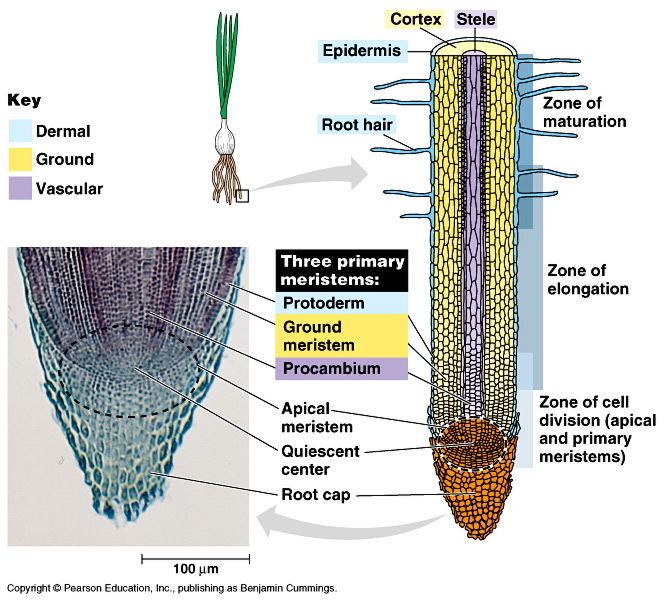 Cortex
Stele
Epidermis
Key
Dermal
Ground
Vascular
Root hair
Zone of
maturation
Three primary
meristems:
Protoderm
Ground
meristem
Procambium
Zone of
elongation
Apical
meristem
Quiescent
center
Root cap
Zone of cell
division (apical
and primary
meristems)
100 μm
Copyright © Pearson Education, Inc., publishing as Benjamin Cummings.